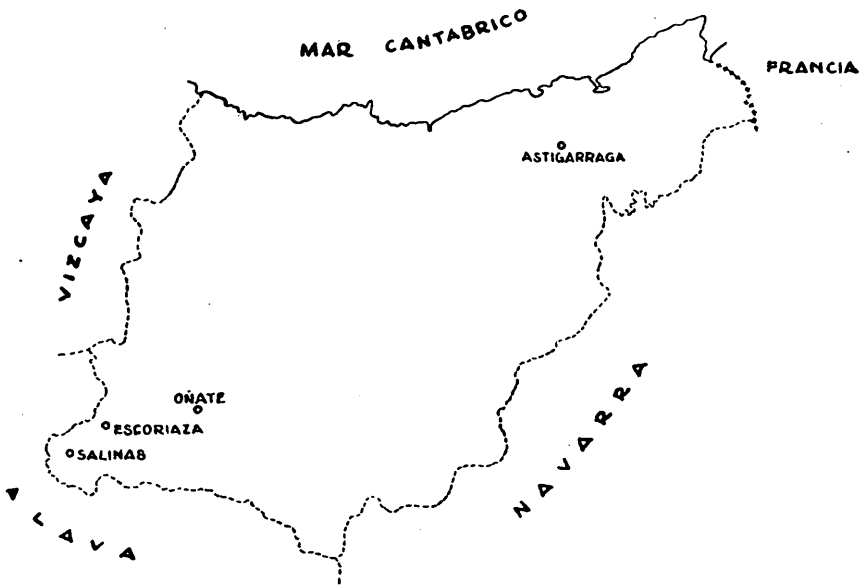 MAR CANTABRICO
FRANCIA
ASTIGARRAGA
VIZCAYA
OÑATE
ESCORIAZA
SALINAS
NAVARRA
ALAVA